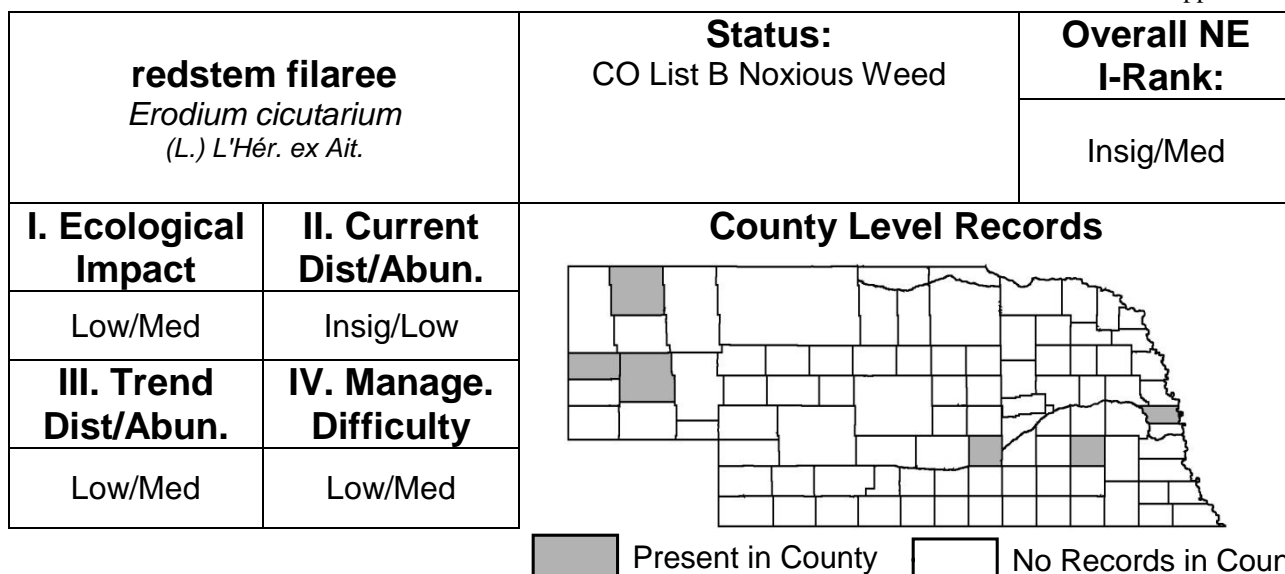 redstem filaree
Erodium cicutarium
(L.) L'Hér. ex Ait.
Status:
CO List B Noxious Weed
Overall NE
I-Rank:
Insig/Med
I. Ecological
Impact
II. Current
Dist/Abun.
Low/Med
Insig/Low
III. Trend
Dist/Abun.
IV. Manage.
Difficulty
Low/Med
Low/Med
County Level Records
Present in County
No Records in